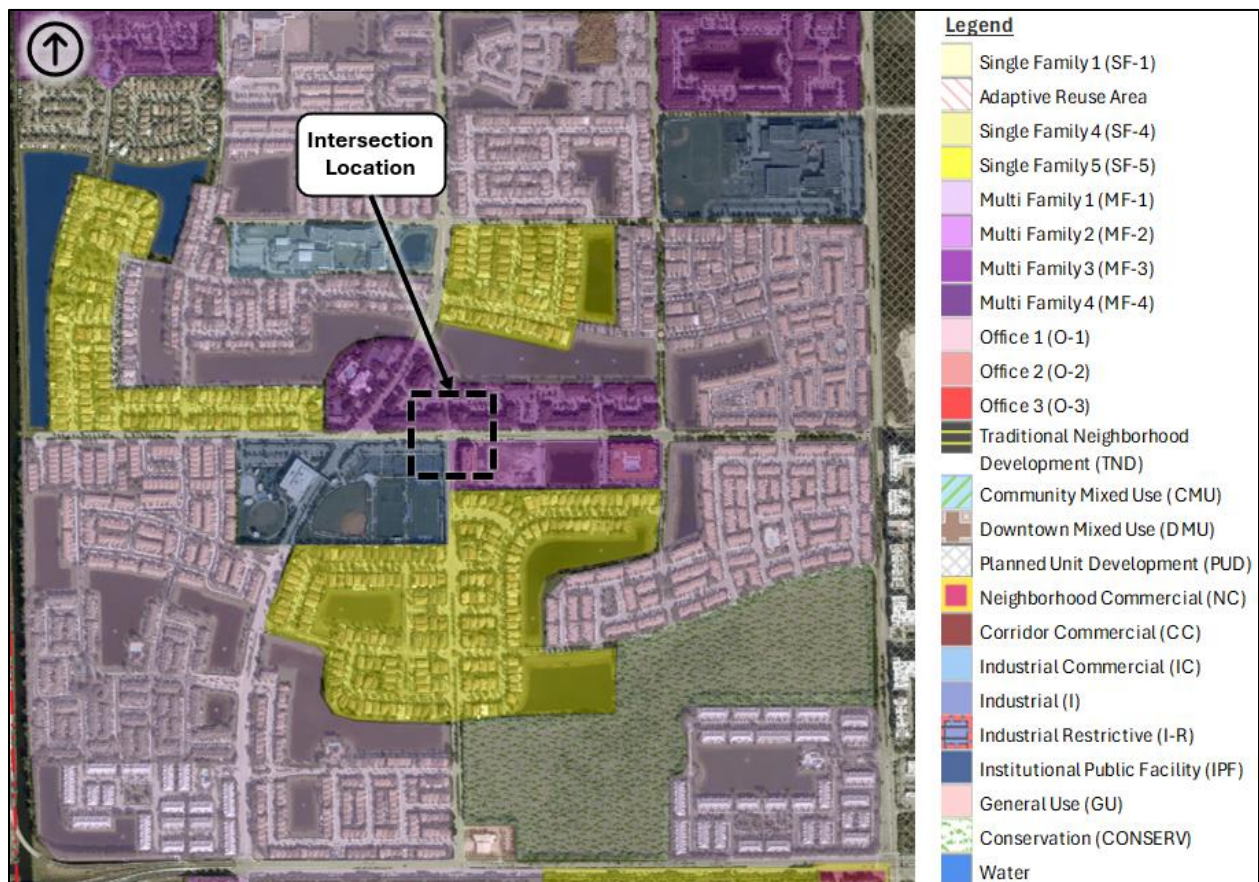 Intersection
Location
Legend
Single Family 1 (SF-1)
Adaptive Reuse Area
Single Family 4 (SF-4)
Single Family 5 (SF-5)
Multi Family 1 (MF-1)
Multi Family 2 (MF-2)
Multi Family 3 (MF-3)
Multi Family 4 (MF-4)
Office 1 (O-1)
Office 2 (O-2)
Office 3 (O-3)
Traditional Neighborhood
Development (TND)
Community Mixed Use (CMU)
Downtown Mixed Use (DMU)
Planned Unit Development (PUD)
Neighborhood Commercial (NC)
Corridor Commercial (CC)
Industrial Commercial (IC)
Industrial (I)
Industrial Restrictive (I-R)
Institutional Public Facility (IPF)
General Use (GU)
Conservation (CONSERV)
Water